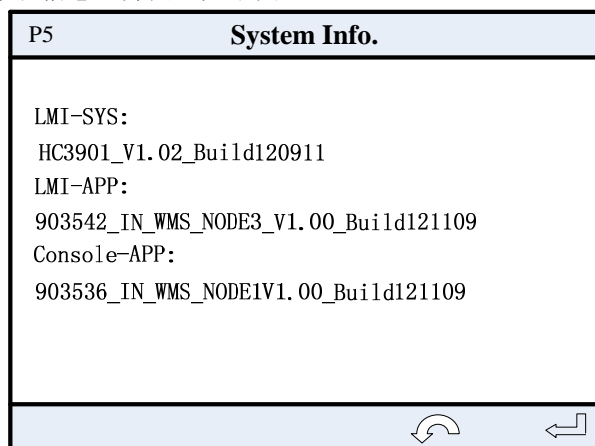 P5 System Info.
LMI-SYS:
HC3901_V1.02_Build120911
LMI-APP:
903542_IN_WMS_NODE3_V1.00_Build121109
Console-APP:
903536_IN_WMS_NODE1V1.00_Build121109